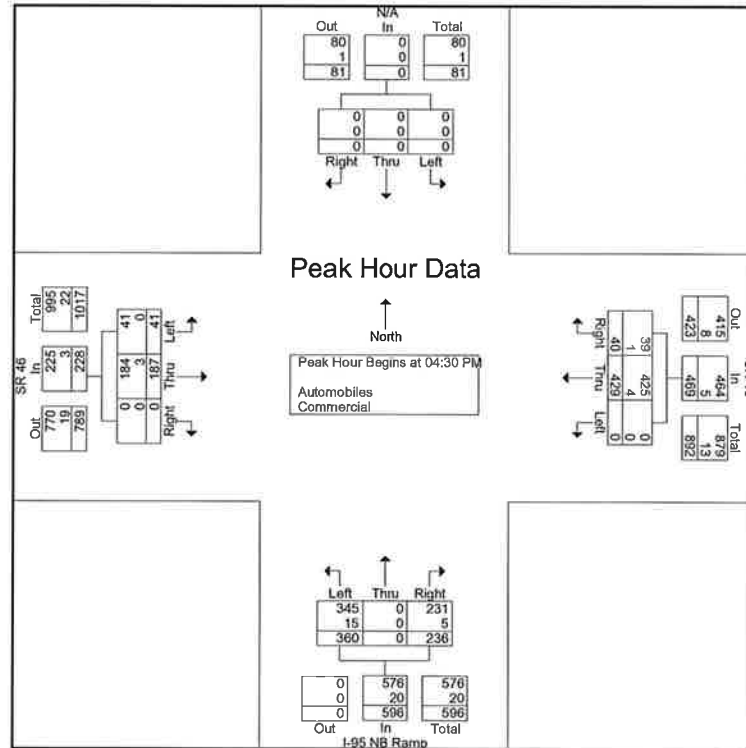 N/A
Out In Total
80 0 80
1 0 1
81 0 81
0 0 0
0 0 0
0 0 0
Right Thru Left
Peak Hour Data
North
Peak Hour Begins at 04:30 PM
Automobiles
Commercial
SR 46
Total In Out
995 225 770
22 3 19
1017 228 789
Left Thru Right
41 184 0
0 3 0
41 187 0
Right Thru Left
39 425 0
1 4 0
40 429 0
Out In Total
415 464 879
8 5 13
423 469 892
Left Thru Right
345 0 231
15 0 5
360 0 236
0 576 576
0 20 20
0 596 596
Out In Total
I-95 NB Ramp